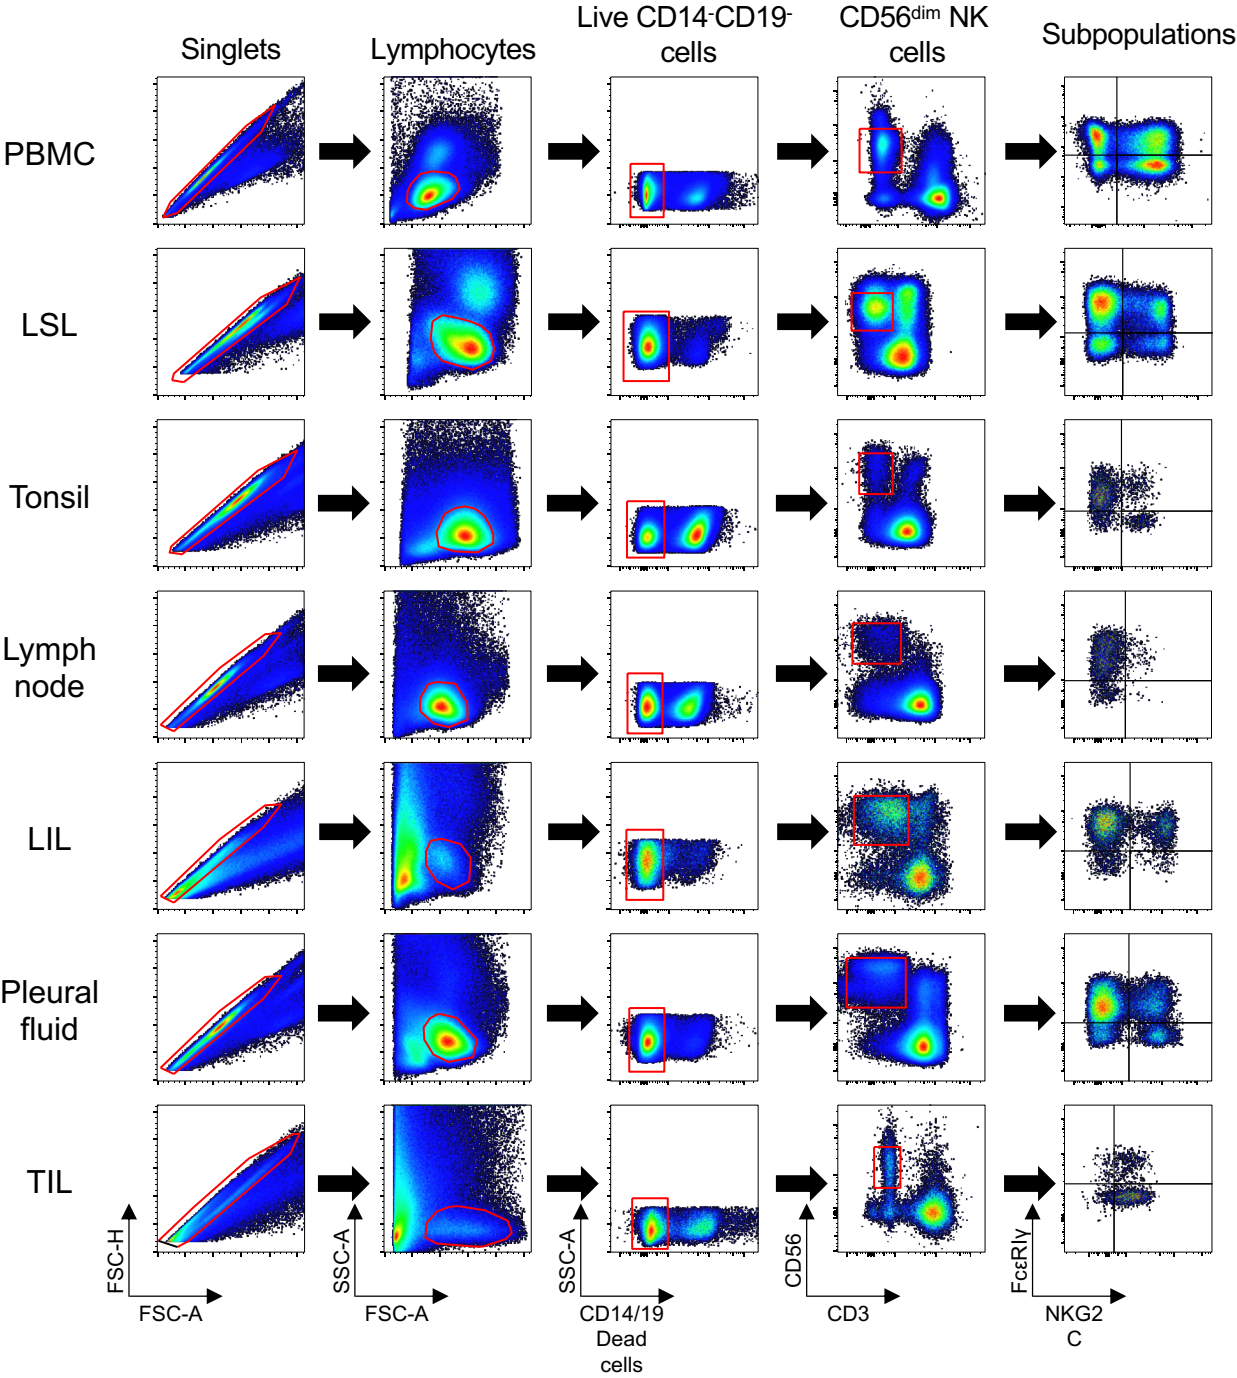 Singlets
Lymphocytes
Live CD14⁻CD19⁻
cells
CD56ᵈⁱᵐ NK
cells
Subpopulations
PBMC
LSL
Tonsil
Lymph
node
LIL
Pleural
fluid
TIL
FSC-H
FSC-A
SSC-A
FSC-A
SSC-A
CD14/19
Dead
cells
CD56
CD3
FcεRIγ
NKG2
C